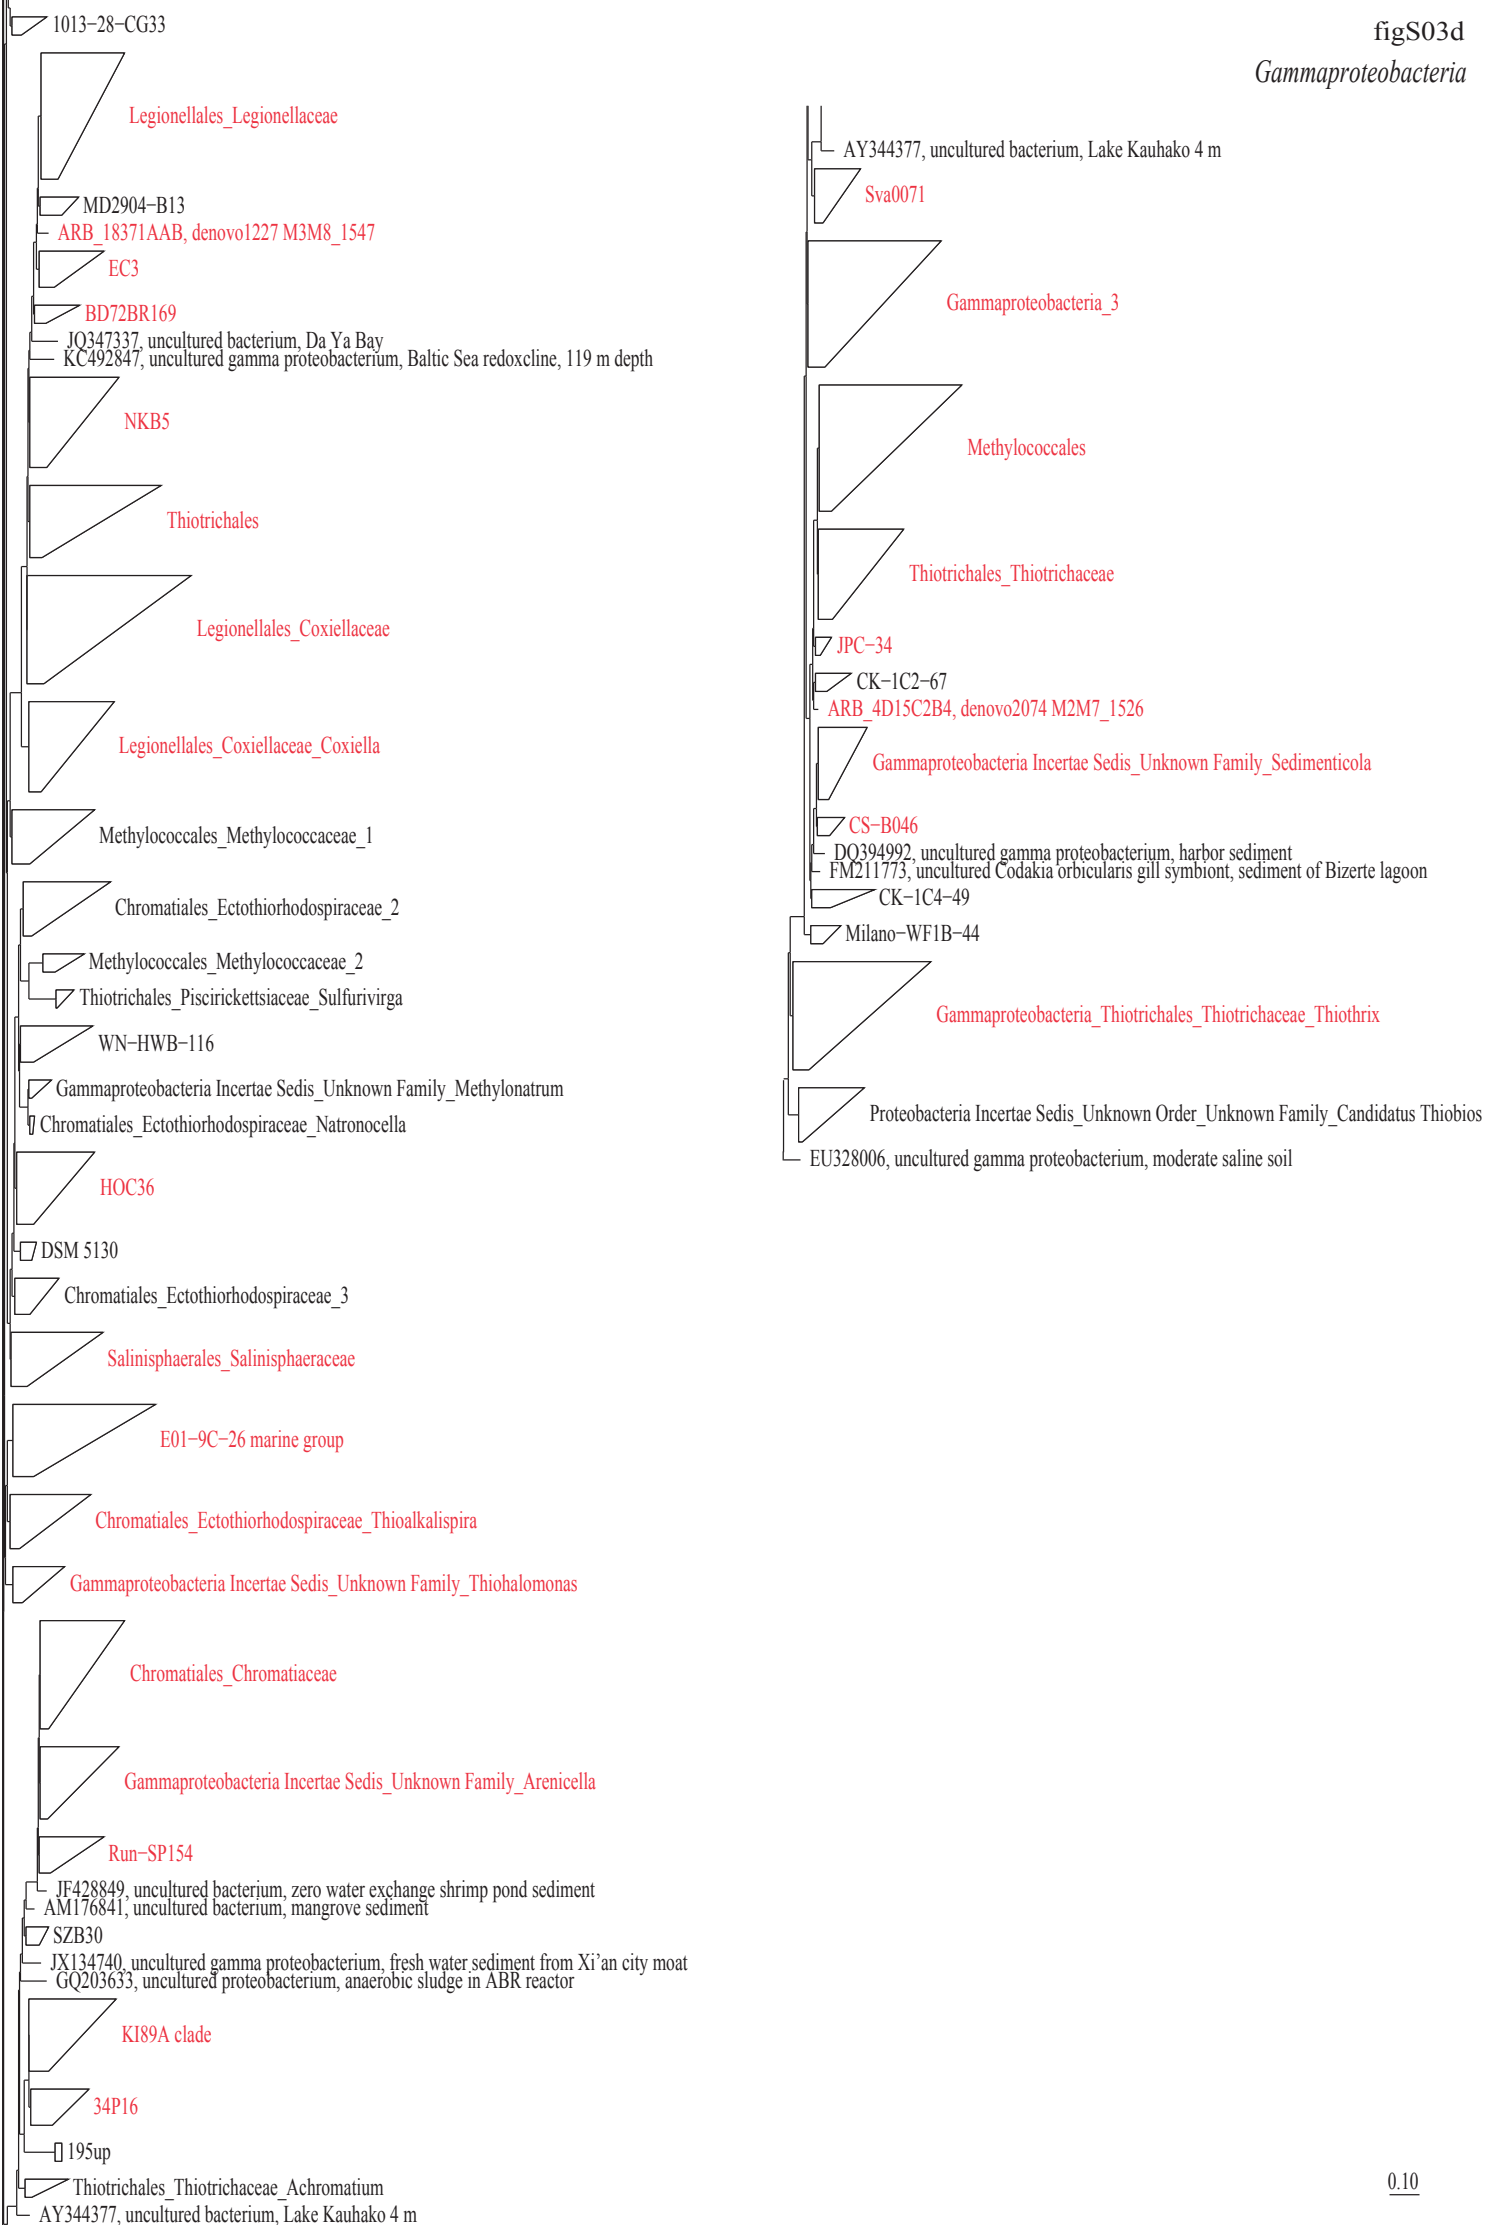 figS03d
Gammaproteobacteria
1013−28−CG33
Legionellales_Legionellaceae
MD2904−B13
ARB_18371AAB, denovo1227 M3M8_1547
EC3
BD72BR169
JQ347337, uncultured bacterium, Da Ya Bay
KC492847, uncultured gamma proteobacterium, Baltic Sea redoxcline, 119 m depth
NKB5
Thiotrichales
Legionellales_Coxiellaceae
Legionellales_Coxiellaceae_Coxiella
Methylococcales_Methylococcaceae_1
Chromatiales_Ectothiorhodospiraceae_2
Methylococcales_Methylococcaceae_2
Thiotrichales_Piscirickettsiaceae_Sulfurivirga
WN−HWB−116
Gammaproteobacteria Incertae Sedis_Unknown Family_Methylonatrum
Chromatiales_Ectothiorhodospiraceae_Natronocella
HOC36
DSM 5130
Chromatiales_Ectothiorhodospiraceae_3
Salinisphaerales_Salinisphaeraceae
E01−9C−26 marine group
Chromatiales_Ectothiorhodospiraceae_Thioalkalispira
Gammaproteobacteria Incertae Sedis_Unknown Family_Thiohalomonas
Chromatiales_Chromatiaceae
Gammaproteobacteria Incertae Sedis_Unknown Family_Arenicella
Run−SP154
JF428849, uncultured bacterium, zero water exchange shrimp pond sediment
AM176841, uncultured bacterium, mangrove sediment
SZB30
JX134740, uncultured gamma proteobacterium, fresh water sediment from Xi’an city moat
GQ203633, uncultured proteobacterium, anaerobic sludge in ABR reactor
KI89A clade
34P16
195up
Thiotrichales_Thiotrichaceae_Achromatium
AY344377, uncultured bacterium, Lake Kauhako 4 m
AY344377, uncultured bacterium, Lake Kauhako 4 m
Sva0071
Gammaproteobacteria_3
Methylococcales
Thiotrichales_Thiotrichaceae
JPC−34
CK−1C2−67
ARB_4D15C2B4, denovo2074 M2M7_1526
Gammaproteobacteria Incertae Sedis_Unknown Family_Sedimenticola
CS−B046
DQ394992, uncultured gamma proteobacterium, harbor sediment
FM211773, uncultured Codakia orbicularis gill symbiont, sediment of Bizerte lagoon
CK−1C4−49
Milano−WF1B−44
Gammaproteobacteria_Thiotrichales_Thiotrichaceae_Thiothrix
Proteobacteria Incertae Sedis_Unknown Order_Unknown Family_Candidatus Thiobios
EU328006, uncultured gamma proteobacterium, moderate saline soil
0.10